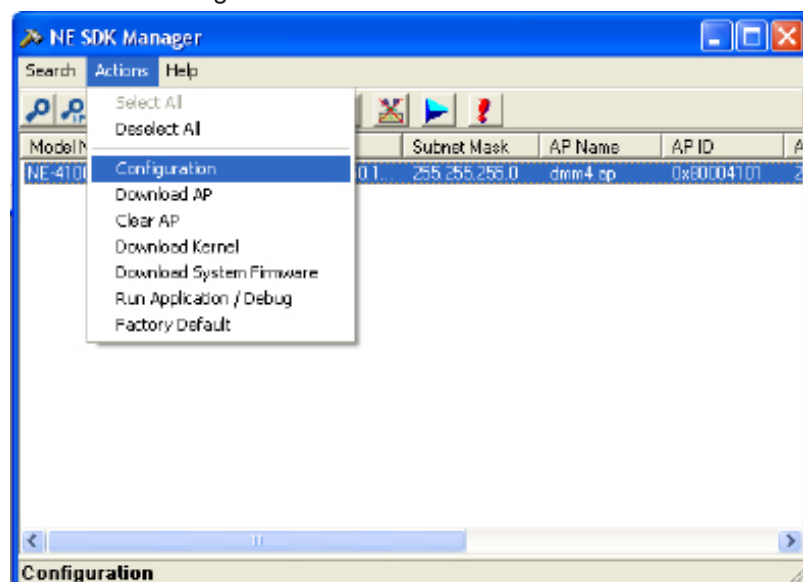 NE SDK Manager
Search Actions Help
Select All
Deselect All
Subnet Mask AP Name AP ID
NE-410 255.255.255.0 dmm4.ap 0x80004101
Configuration
Download AP
Clear AP
Download Kernel
Download System Firmware
Run Application / Debug
Factory Default
Configuration